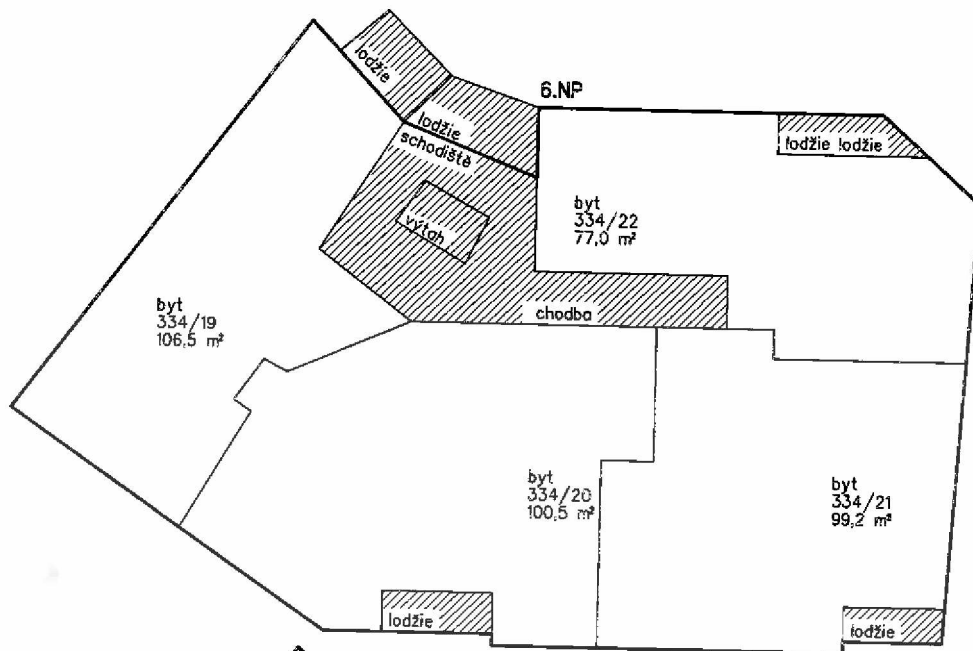 lodžie
6.NP
lodžie
lodžie lodžie
schodiště
byt
334/22
77,0 m²
výtah
byt
334/19
106,5 m²
chodba
byt
334/20
100,5 m²
byt
334/21
99,2 m²
lodžie
lodžie